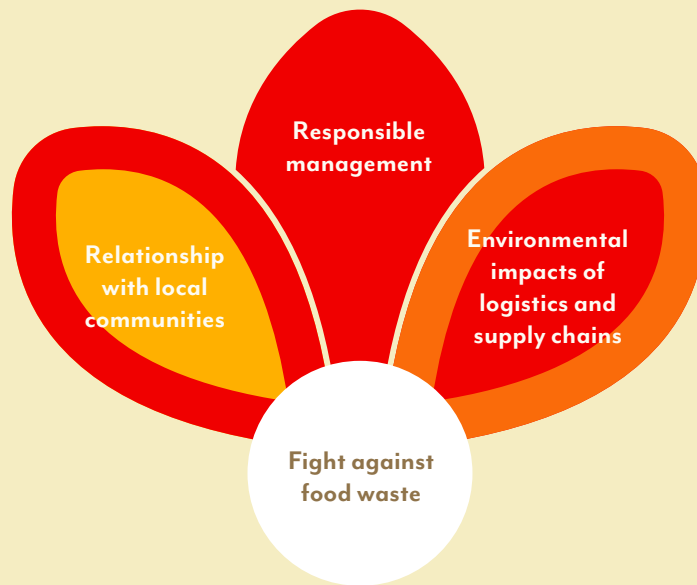 Responsible
management
Relationship
with local
communities
Environmental
impacts of
logistics and
supply chains
Fight against
food waste